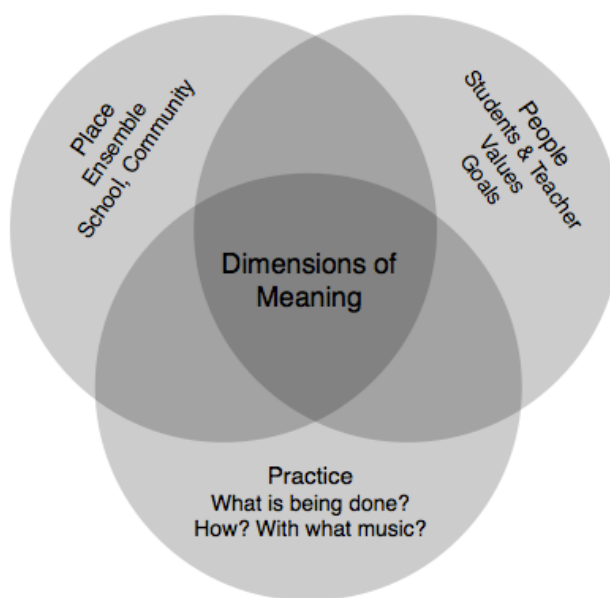 Place
Ensemble
School, Community
People
Students & Teacher
Values
Goals
Dimensions of
Meaning
Practice
What is being done?
How? With what music?